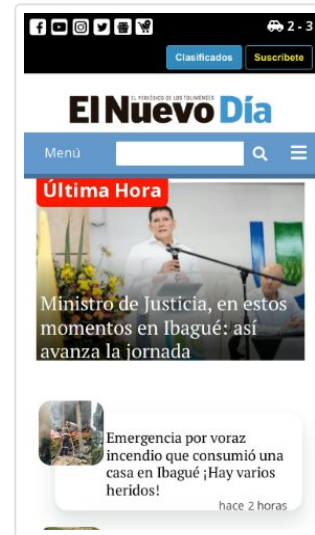 2 - 3
Clasificados
Suscribete
EL PERIÓDICO DE LOS TOLIMENSES
El Nuevo Día
Menú
Última Hora
Ministro de Justicia, en estos
momentos en Ibagué: así
avanza la jornada
Emergencia por voraz
incendio que consumió una
casa en Ibagué ¡Hay varios
heridos!
hace 2 horas